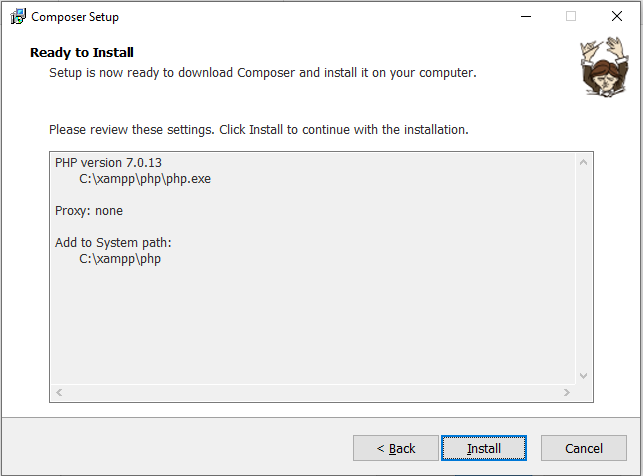 Composer Setup
Ready to Install
Setup is now ready to download Composer and install it on your computer.
Please review these settings. Click Install to continue with the installation.
PHP version 7.0.13
C:\xampp\php\php.exe
Proxy: none
Add to System path:
C:\xampp\php
< Back
Install
Cancel